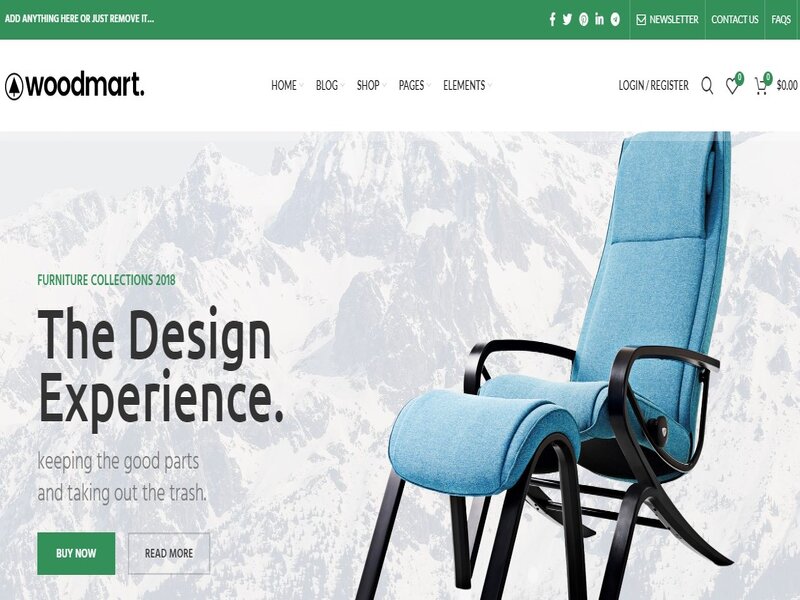 ADD ANYTHING HERE OR JUST REMOVE IT...
NEWSLETTER
CONTACT US
FAQS
woodmart.
HOME
BLOG
SHOP
PAGES
ELEMENTS
LOGIN / REGISTER
0
0
$0.00
FURNITURE COLLECTIONS 2018
The Design
Experience.
keeping the good parts
and taking out the trash.
BUY NOW
READ MORE